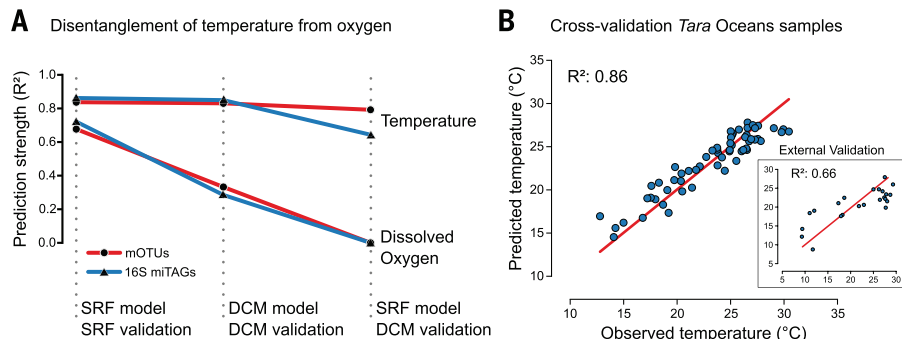 A Disentanglement of temperature from oxygen
Prediction strength (R²)
1.0
0.8
0.6
0.4
0.2
0.0
Temperature
Dissolved
Oxygen
mOTUs
16S miTAGs
SRF model
SRF validation
DCM model
DCM validation
SRF model
DCM validation
B Cross-validation Tara Oceans samples
Predicted temperature (°C)
35
30
25
20
15
10
R²: 0.86
10 15 20 25 30 35
Observed temperature (°C)
External Validation
R²: 0.66
30
25
20
15
10
5
5 10 15 20 25 30